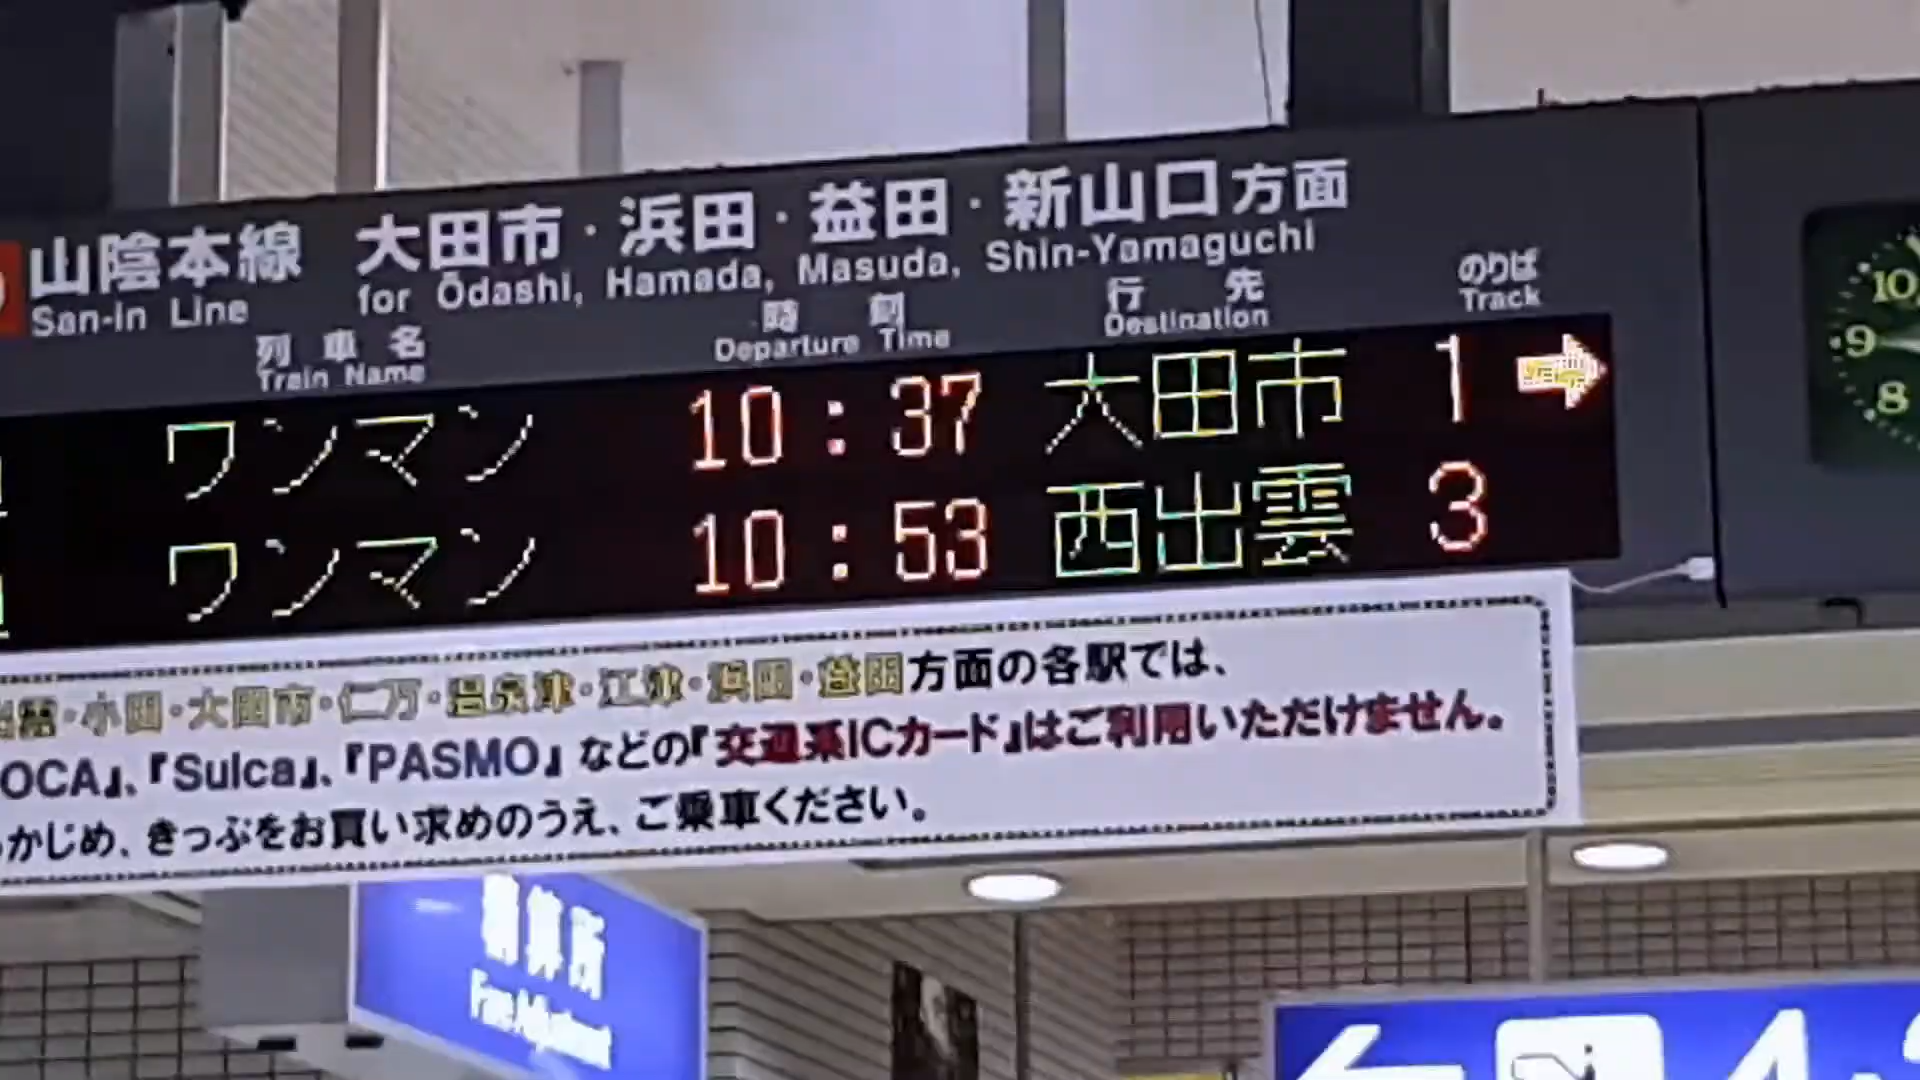 山陰本線 大田市・浜田・益田・新山口方面
San-in Line for Ōdashi, Hamada, Masuda, Shin-Yamaguchi
列車名 時刻 行先 のりば
Train Name Departure Time Destination Track
ワンマン 10:37 大田市 1
ワンマン 10:53 西出雲 3
・小田・大田市・仁万・温泉津・江津・浜田・益田方面の各駅では、
OCA』、『Suica』、『PASMO』などの『交通系ICカード』はご利用いただけません。
かじめ、きっぷをお買い求めのうえ、ご乗車ください。
10
9
8
精算所
Fare Adjustment
4